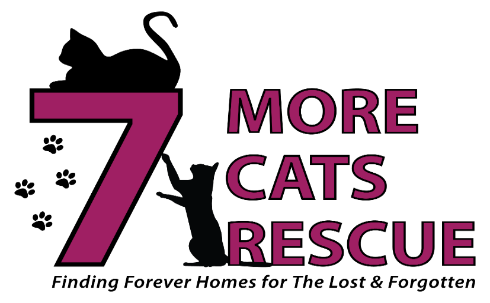 7 MORE
CATS
RESCUE
Finding Forever Homes for The Lost & Forgotten